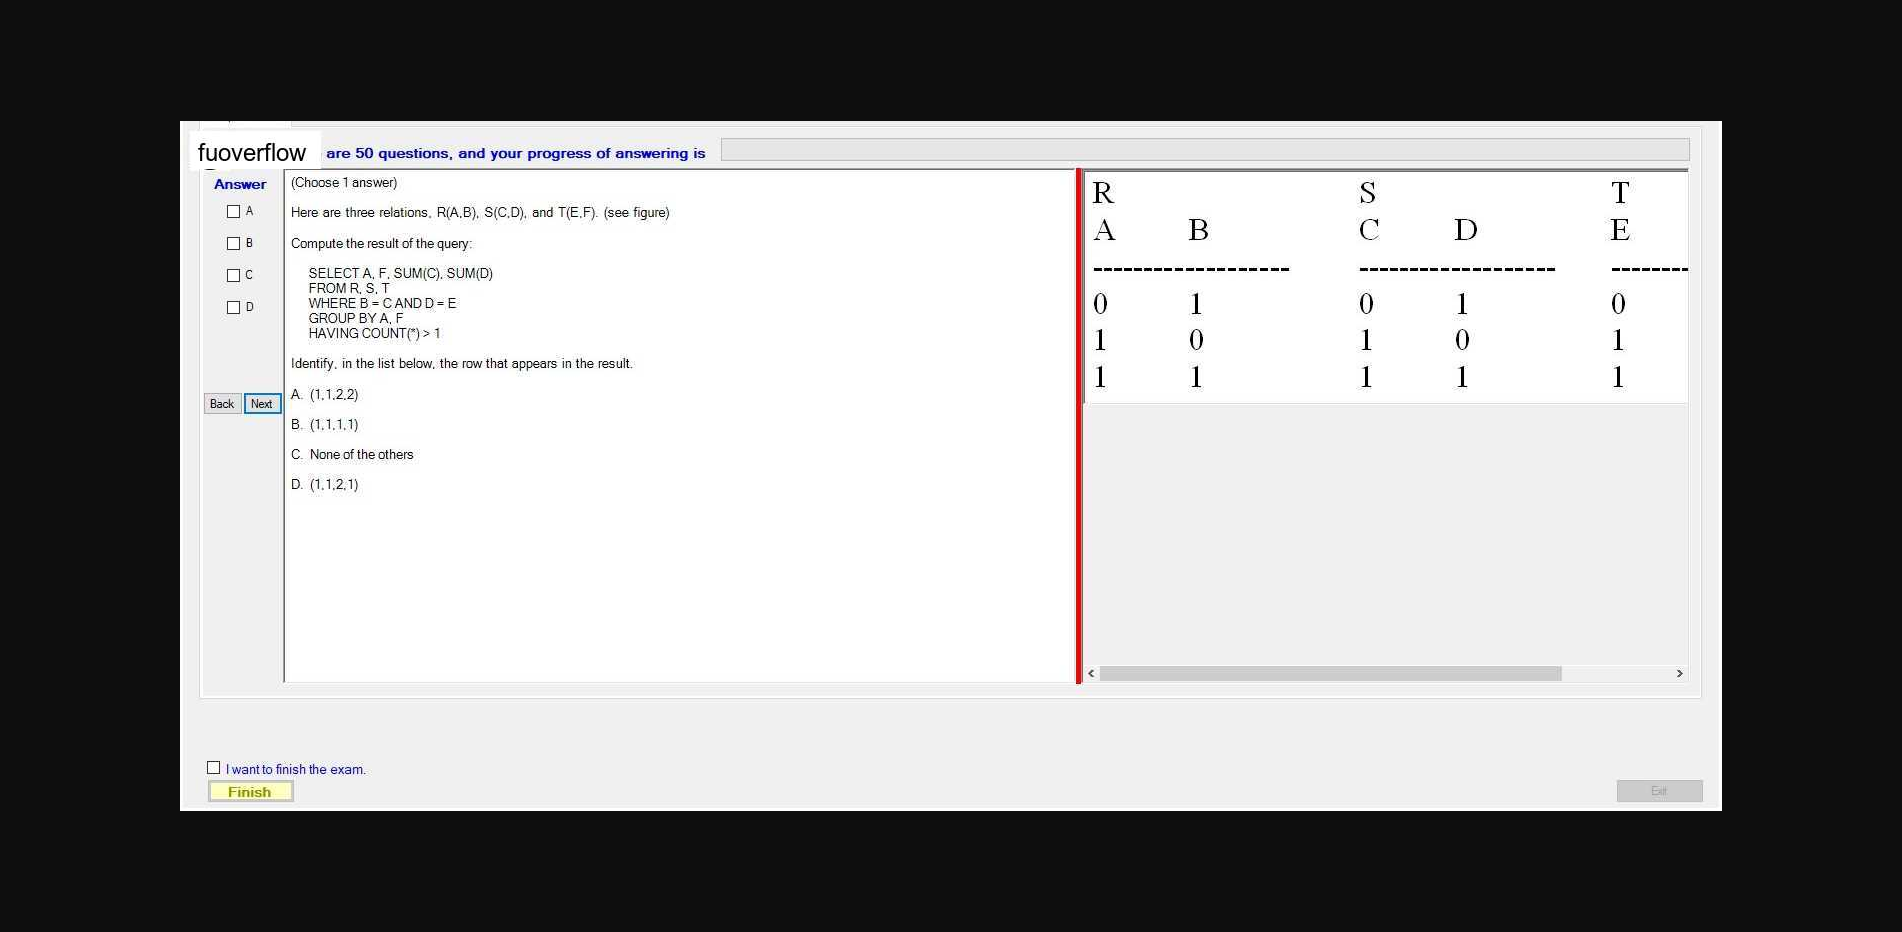 fuoverflow are 50 questions, and your progress of answering is
Answer
A
B
C
D
Back Next
(Choose 1 answer)
Here are three relations, R(A,B), S(C,D), and T(E,F). (see figure)
Compute the result of the query:
SELECT A, F, SUM(C), SUM(D)
FROM R, S, T
WHERE B = C AND D = E
GROUP BY A, F
HAVING COUNT(*) > 1
Identify, in the list below, the row that appears in the result.
A. (1,1,2,2)
B. (1,1,1,1)
C. None of the others
D. (1,1,2,1)
R S T
A B C D E
-------------------- -------------------- --------
0 1 0 1 0
1 0 1 0 1
1 1 1 1 1
I want to finish the exam.
Finish
Exit